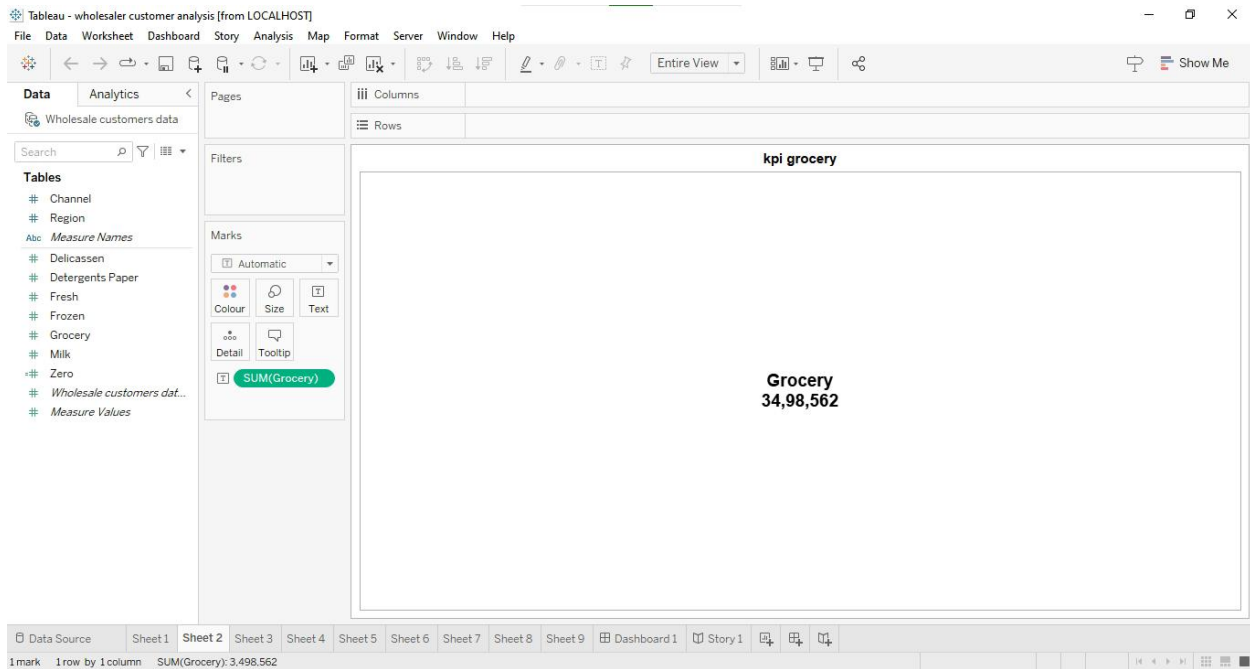 Tableau - wholesaler customer analysis [from LOCALHOST]
File Data Worksheet Dashboard Story Analysis Map Format Server Window Help
Entire View
Show Me
Data Analytics
Wholesale customers data
Search
Tables
# Channel
# Region
Abc Measure Names
# Delicassen
# Detergents Paper
# Fresh
# Frozen
# Grocery
# Milk
=# Zero
# Wholesale customers dat...
# Measure Values
Pages
Filters
Marks
T Automatic
Colour Size Text
Detail Tooltip
T SUM(Grocery)
Columns
Rows
kpi grocery
Grocery
34,98,562
Data Source Sheet 1 Sheet 2 Sheet 3 Sheet 4 Sheet 5 Sheet 6 Sheet 7 Sheet 8 Sheet 9 Dashboard 1 Story 1
1 mark 1 row by 1 column SUM(Grocery): 3,498,562